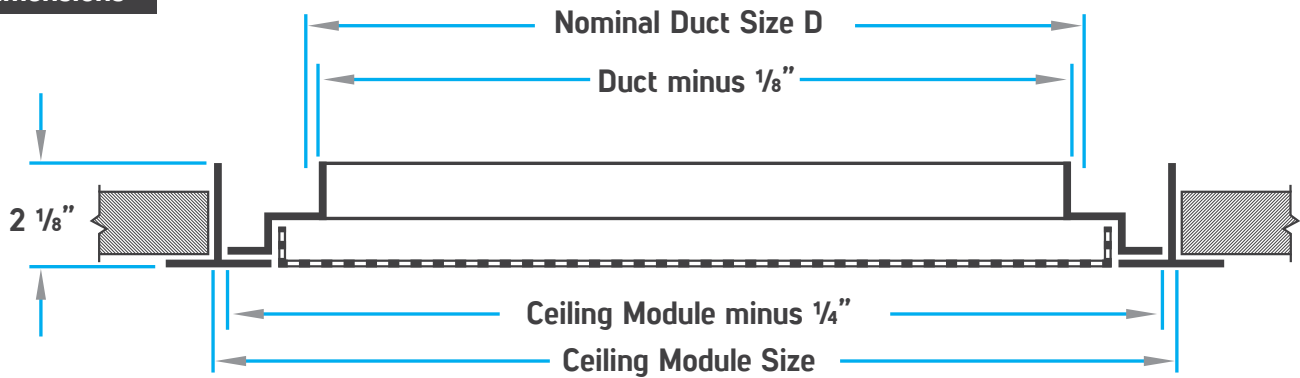 Nominal Duct Size D
Duct minus ⅛”
2 ⅛”
Ceiling Module minus ¼”
Ceiling Module Size